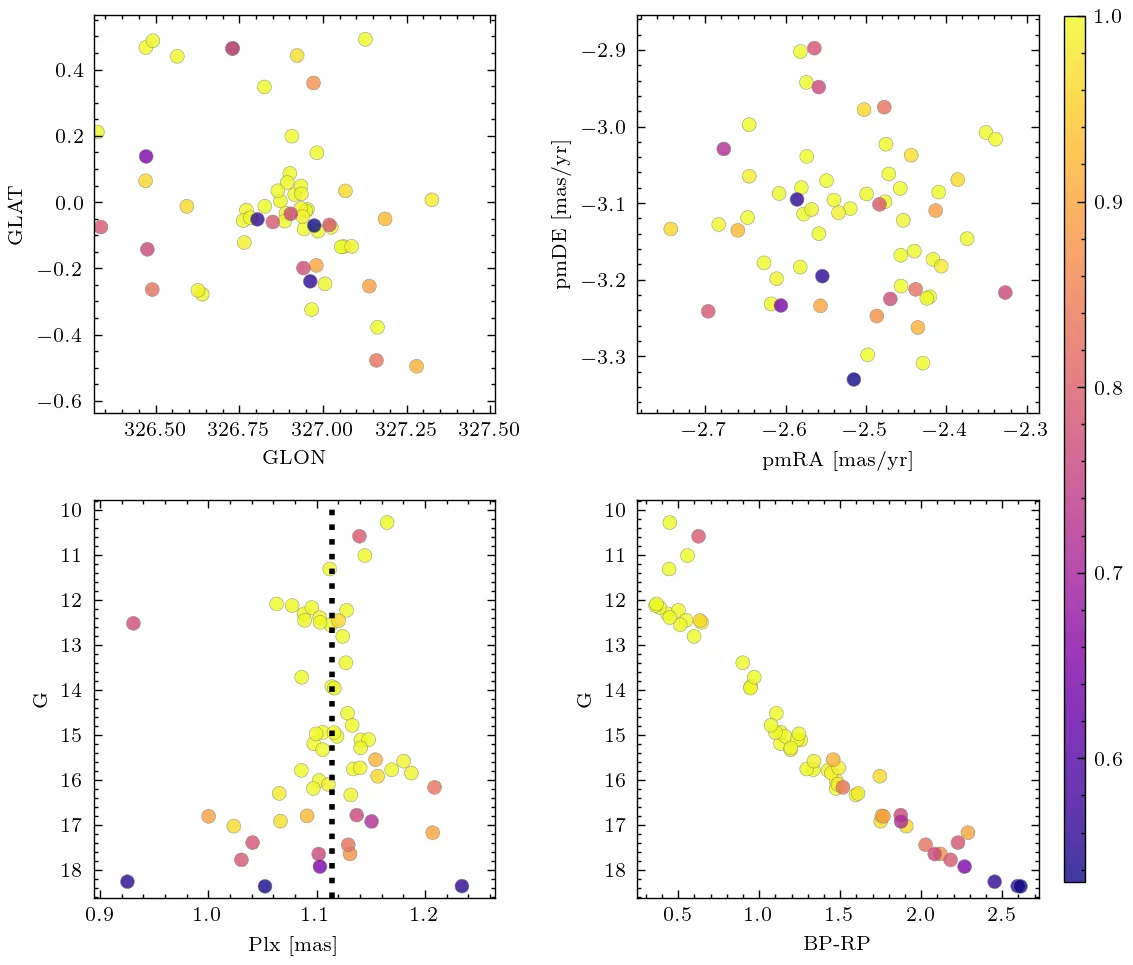 0.4
0.2
0.0
−0.2
−0.4
−0.6
GLAT
326.50 326.75 327.00 327.25 327.50
GLON
−2.9
−3.0
−3.1
−3.2
−3.3
pmDE [mas/yr]
−2.7 −2.6 −2.5 −2.4 −2.3
pmRA [mas/yr]
1.0
0.9
0.8
0.7
0.6
10
11
12
13
14
15
16
17
18
G
0.9 1.0 1.1 1.2
Plx [mas]
10
11
12
13
14
15
16
17
18
G
0.5 1.0 1.5 2.0 2.5
BP-RP